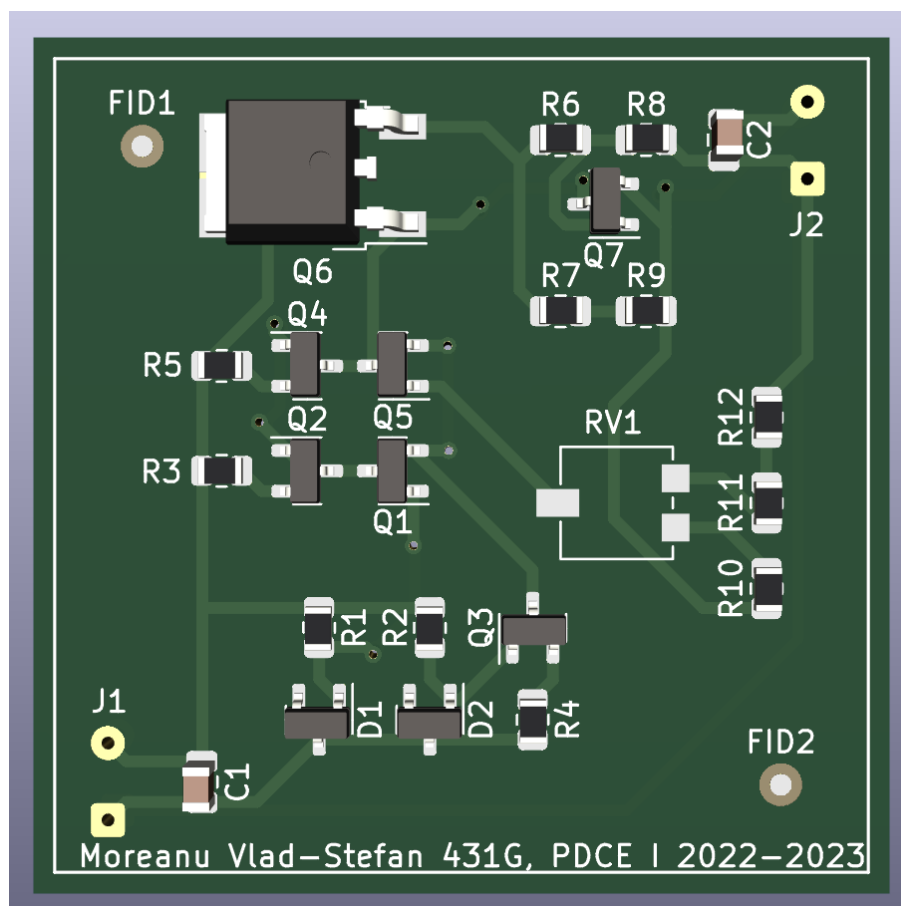 FID1
R6
R8
C2
J2
Q6
Q7
R7
R9
Q4
R5
Q2
Q5
R12
RV1
R3
Q1
R11
R10
R1
R2
Q3
J1
D1
D2
R4
FID2
C1
Moreanu Vlad-Stefan 431G, PDCE I 2022-2023